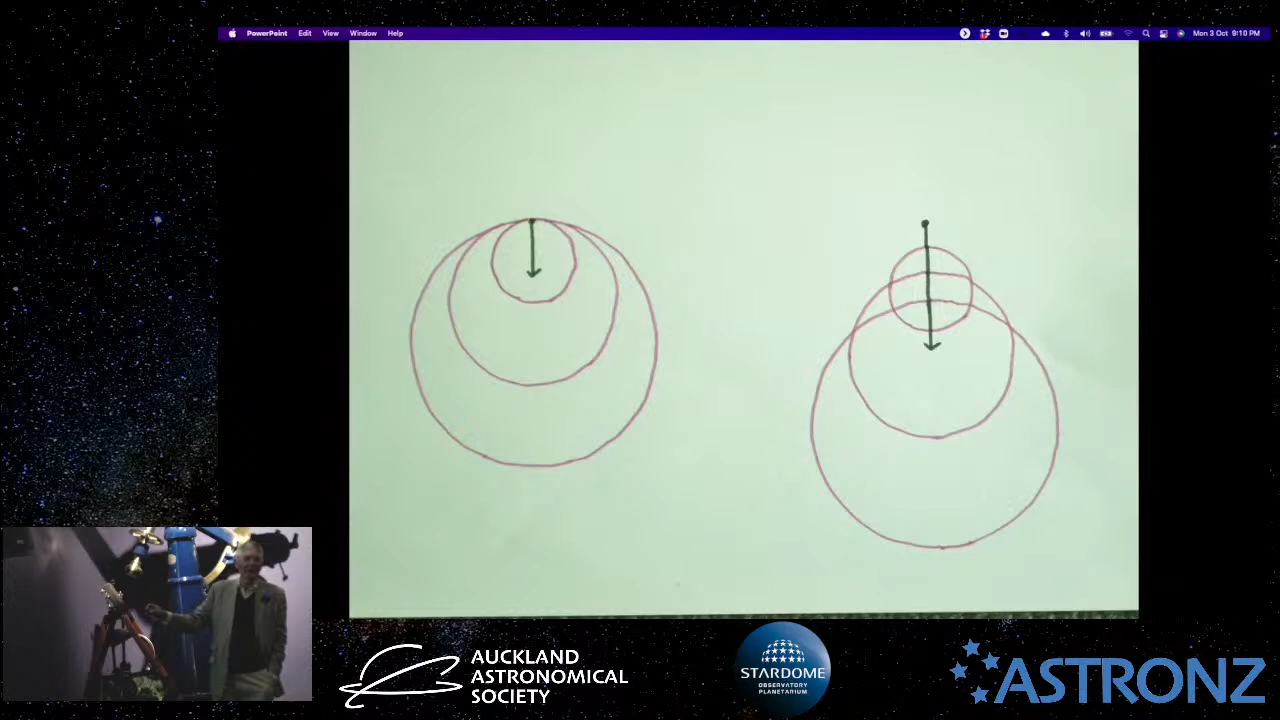 PowerPoint Edit View Window Help
Mon 3 Oct 9:10 PM
AUCKLAND
ASTRONOMICAL
SOCIETY
STARDOME
OBSERVATORY
PLANETARIUM
ASTRONZ